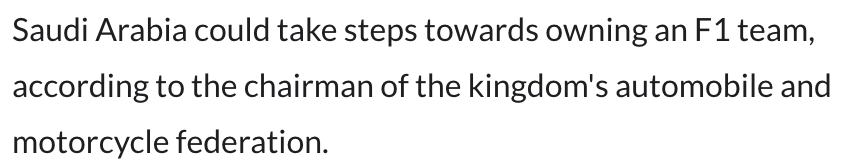 Saudi Arabia could take steps towards owning an F1 team,
according to the chairman of the kingdom's automobile and
motorcycle federation.